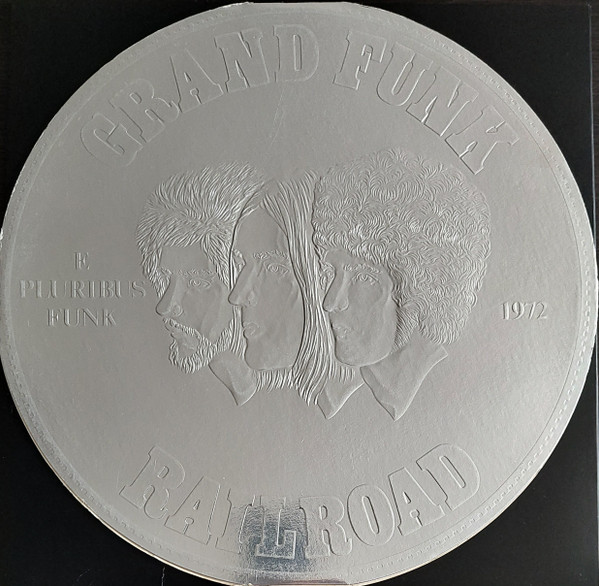 GRAND FUNK
E
PLURIBUS
FUNK
1972
RAILROAD